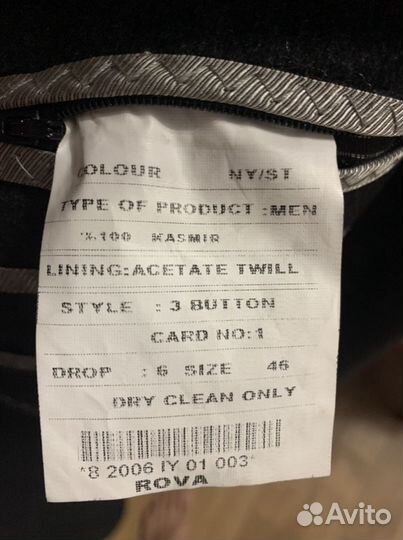 COLOUR NY/ST
TYPE OF PRODUCT :MEN
%100 KASMIR
LINING:ACETATE TWILL
STYLE : 3 BUTTON
CARD NO:1
DROP : 6 SIZE 46
DRY CLEAN ONLY
*8 2006 IY 01 003*
ROVA
Avito